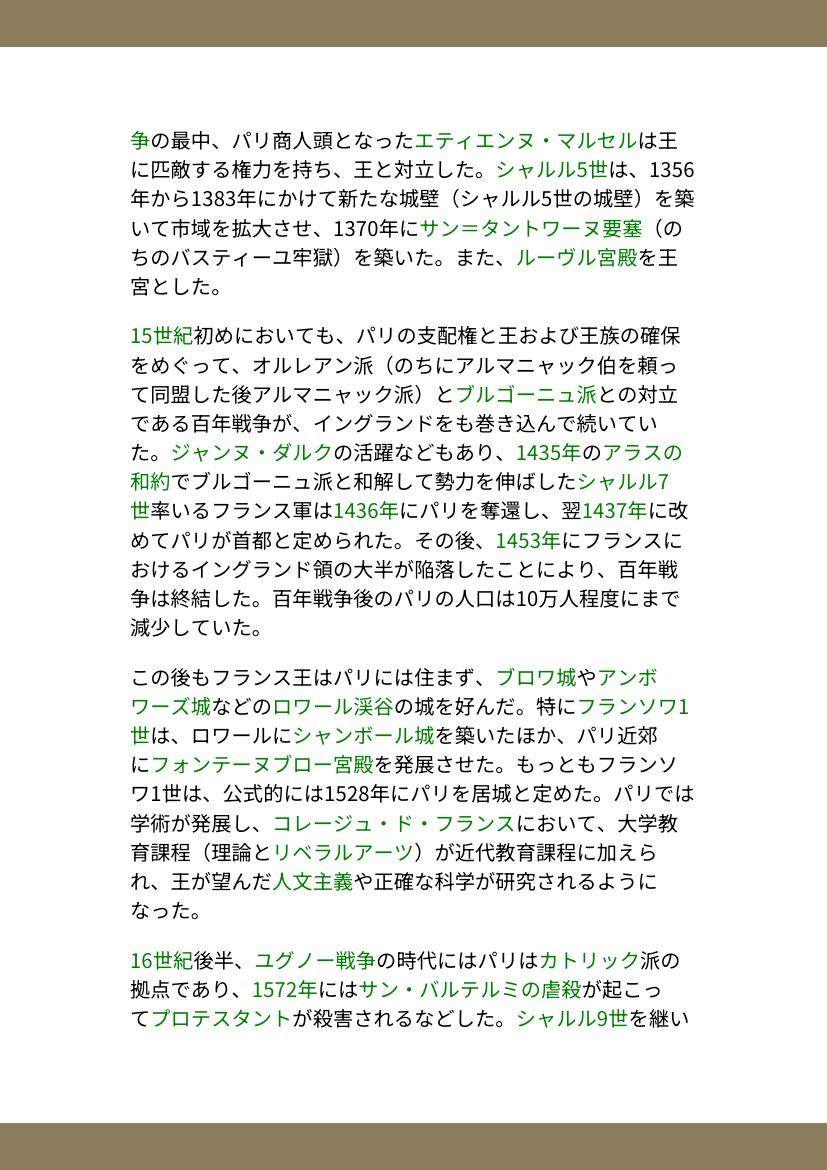 争の最中、パリ商人頭となったエティエンヌ・マルセルは王
に匹敵する権力を持ち、王と対立した。シャルル5世は、1356
年から1383年にかけて新たな城壁（シャルル5世の城壁）を築
いて市域を拡大させ、1370年にサン＝タントワーヌ要塞（の
ちのバスティーユ牢獄）を築いた。また、ルーヴル宮殿を王
宮とした。
15世紀初めにおいても、パリの支配権と王および王族の確保
をめぐって、オルレアン派（のちにアルマニャック伯を頼っ
て同盟した後アルマニャック派）とブルゴーニュ派との対立
である百年戦争が、イングランドをも巻き込んで続いてい
た。ジャンヌ・ダルクの活躍などもあり、1435年のアラスの
和約でブルゴーニュ派と和解して勢力を伸ばしたシャルル7
世率いるフランス軍は1436年にパリを奪還し、翌1437年に改
めてパリが首都と定められた。その後、1453年にフランスに
おけるイングランド領の大半が陥落したことにより、百年戦
争は終結した。百年戦争後のパリの人口は10万人程度にまで
減少していた。
この後もフランス王はパリには住まず、ブロワ城やアンボ
ワーズ城などのロワール渓谷の城を好んだ。特にフランソワ1
世は、ロワールにシャンボール城を築いたほか、パリ近郊
にフォンテーヌブロー宮殿を発展させた。もっともフランソ
ワ1世は、公式的には1528年にパリを居城と定めた。パリでは
学術が発展し、コレージュ・ド・フランスにおいて、大学教
育課程（理論とリベラルアーツ）が近代教育課程に加えら
れ、王が望んだ人文主義や正確な科学が研究されるように
なった。
16世紀後半、ユグノー戦争の時代にはパリはカトリック派の
拠点であり、1572年にはサン・バルテルミの虐殺が起こっ
てプロテスタントが殺害されるなどした。シャルル9世を継い